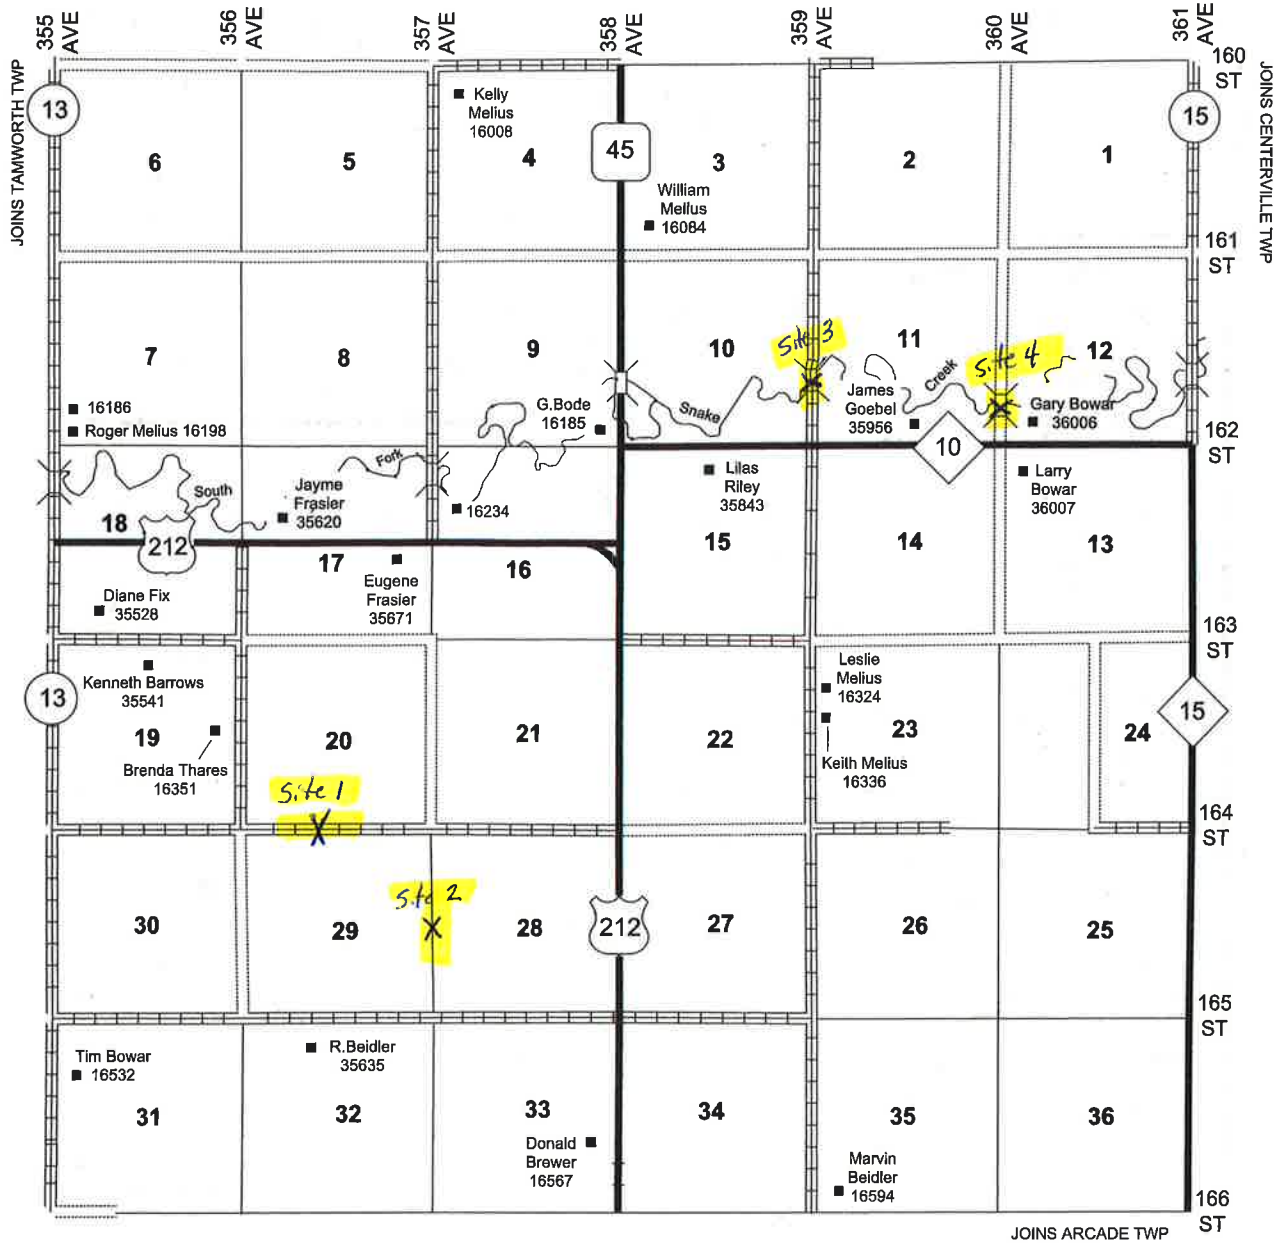 355 AVE
356 AVE
357 AVE
358 AVE
359 AVE
360 AVE
361 AVE
160 ST
JOINS TAMWORTH TWP
JOINS CENTERVILLE TWP
13
45
15
Kelly
Melius
16008
6
5
4
3
2
1
William
Melius
16084
161 ST
7
8
9
10
Site 3
11
Site 4
12
16186
Roger Melius 16198
G.Bode
16185
Snake
James
Goebel
35956
Creek
Gary Bowar
36006
162 ST
10
Fork
South
Jayme
Frasier
35620
16234
Lilas
Riley
35843
Larry
Bowar
36007
18
212
17
16
15
14
13
Eugene
Frasier
35671
Diane Fix
35528
163 ST
Kenneth Barrows
35541
13
Leslie
Melius
16324
15
19
20
21
22
23
24
Brenda Thares
16351
Keith Melius
16336
Site 1
164 ST
Site 2
30
29
28
212
27
26
25
165 ST
Tim Bowar
16532
R.Beidler
35635
31
32
33
34
35
36
Donald
Brewer
16567
Marvin
Beidler
16594
166 ST
JOINS ARCADE TWP